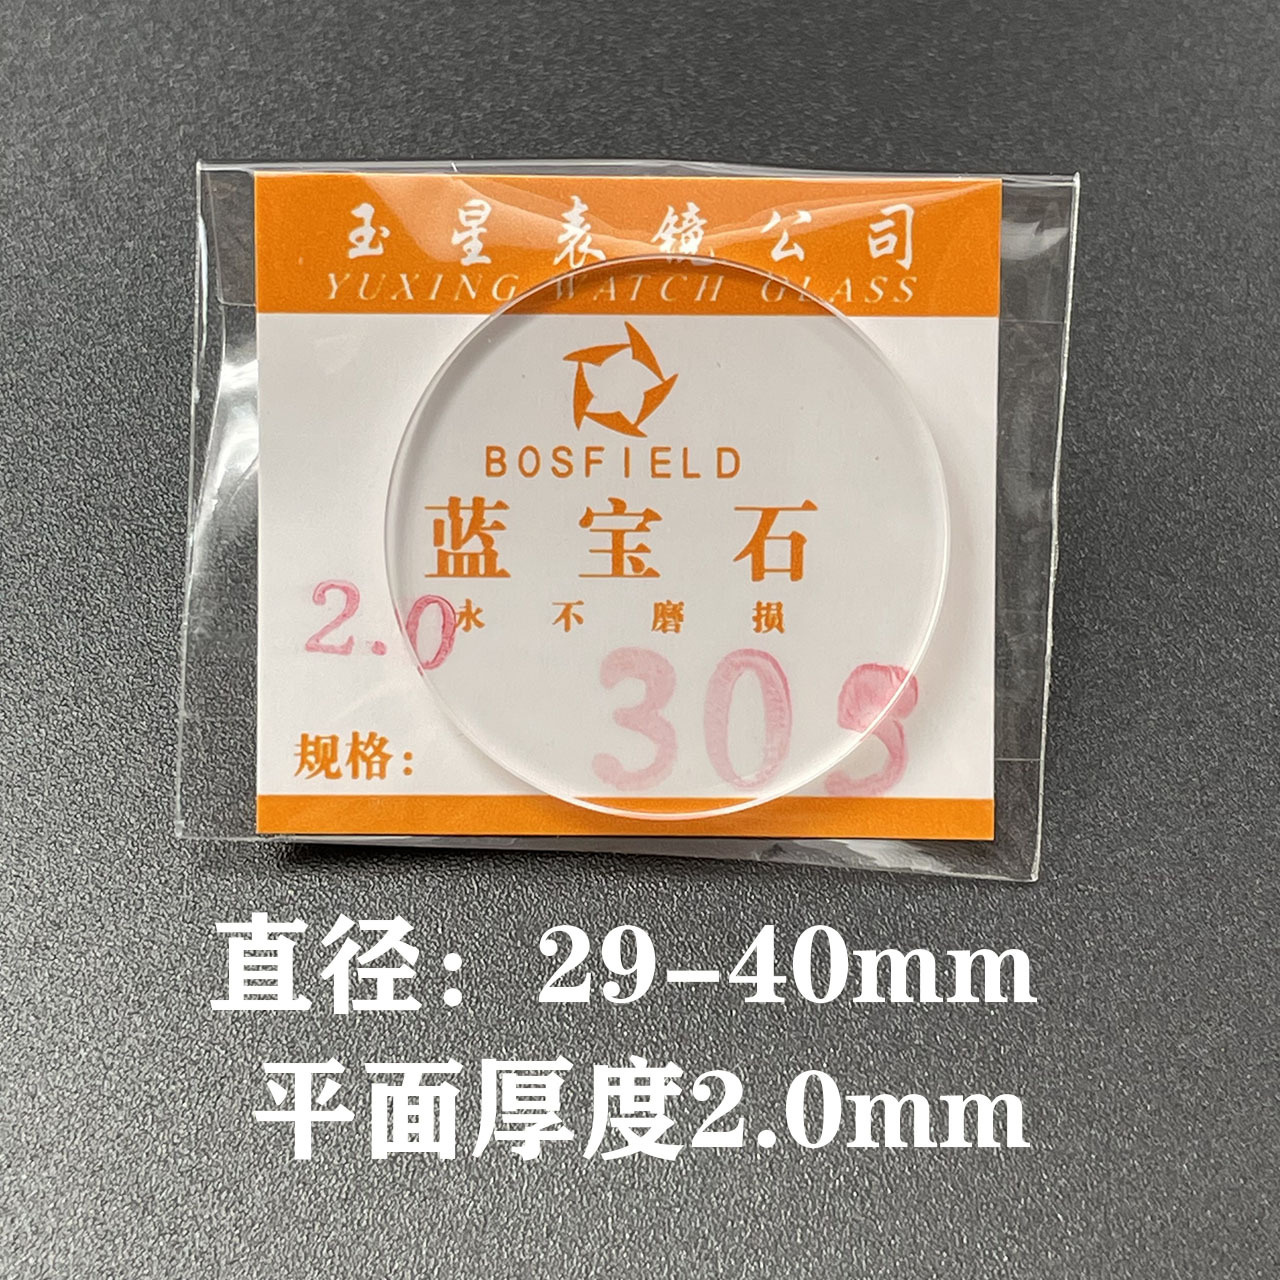 玉星表镜公司
YUXING WATCH GLASS
BOSFIELD
蓝宝石
永不磨损
2.0
305
规格：
直径：29-40mm
平面厚度2.0mm